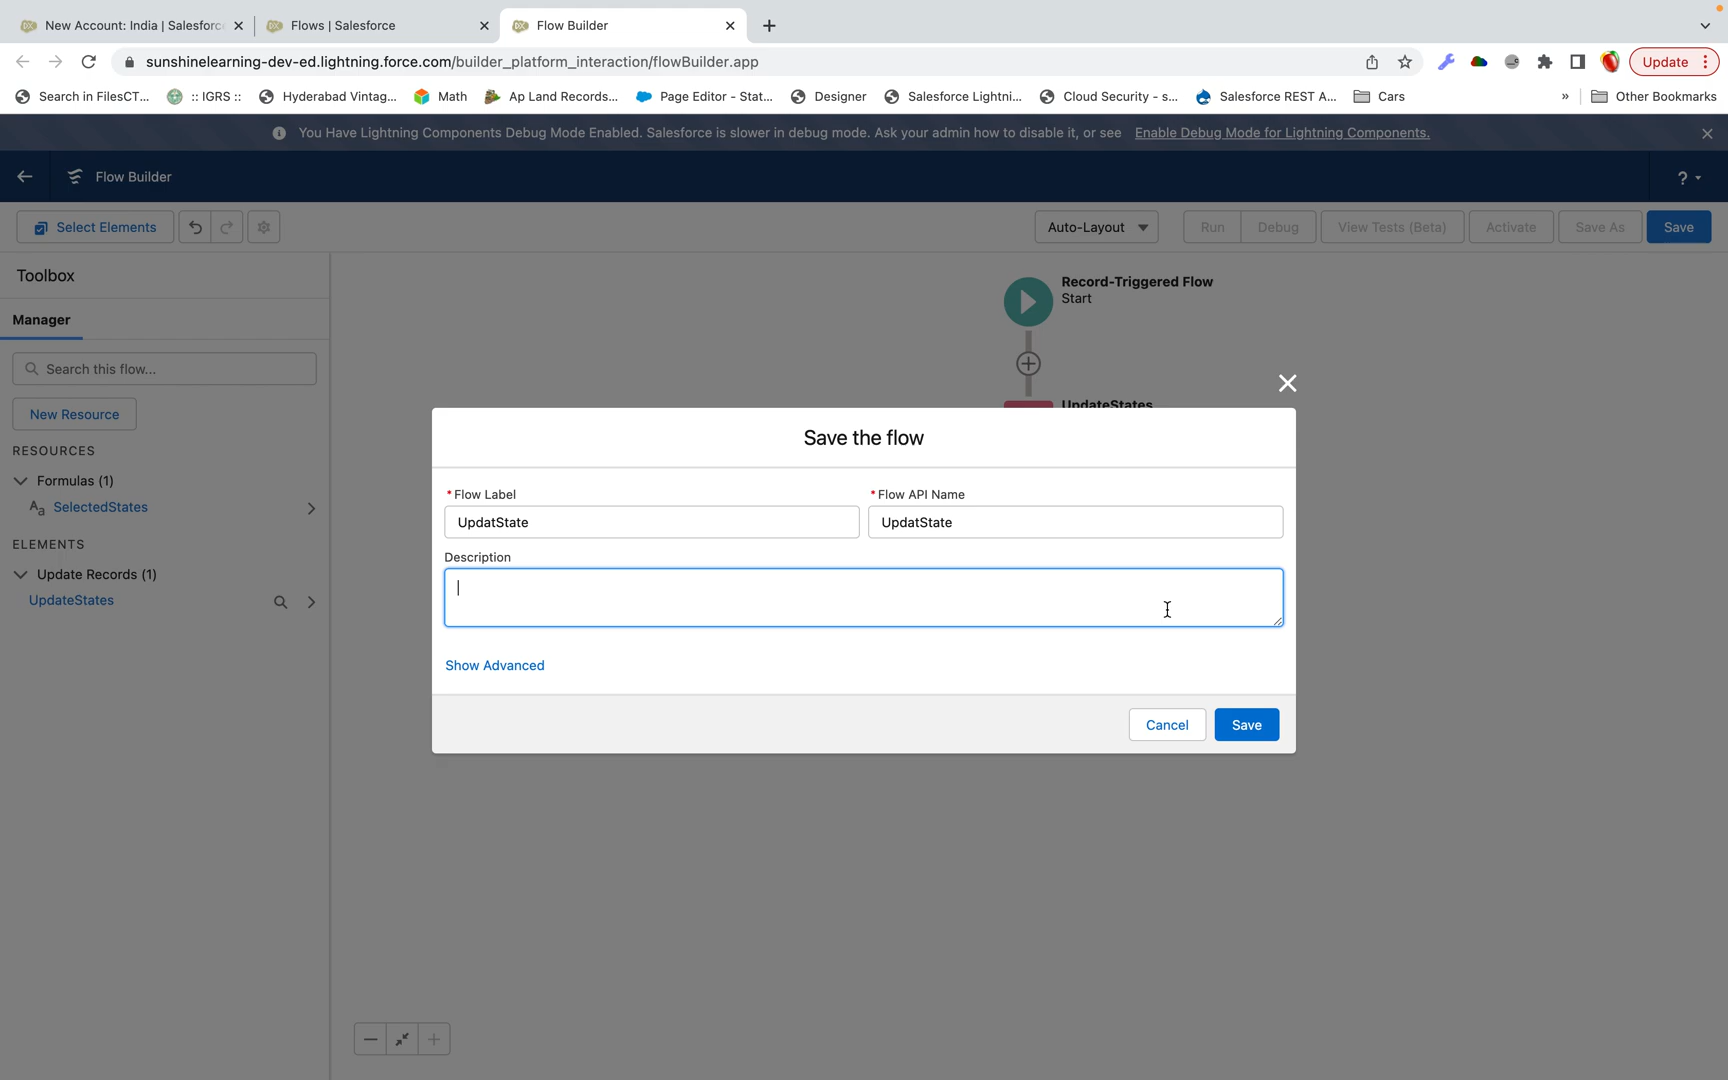 New Account: India | Salesforc
Flows | Salesforce
Flow Builder
sunshinelearning-dev-ed.lightning.force.com/builder_platform_interaction/flowBuilder.app
Update
Search in FilesCT...
:: IGRS ::
Hyderabad Vintag...
Math
Ap Land Records...
Page Editor - Stat...
Designer
Salesforce Lightni...
Cloud Security - s...
Salesforce REST A...
Cars
»
Other Bookmarks
You Have Lightning Components Debug Mode Enabled. Salesforce is slower in debug mode. Ask your admin how to disable it, or see Enable Debug Mode for Lightning Components.
Flow Builder
?
Select Elements
Auto-Layout
Run
Debug
View Tests (Beta)
Activate
Save As
Save
Toolbox
Manager
Search this flow...
New Resource
RESOURCES
Formulas (1)
Aa SelectedStates
ELEMENTS
Update Records (1)
UpdateStates
Record-Triggered Flow
Start
UpdateStates
Save the flow
* Flow Label
* Flow API Name
UpdatState
UpdatState
Description
Show Advanced
Cancel
Save